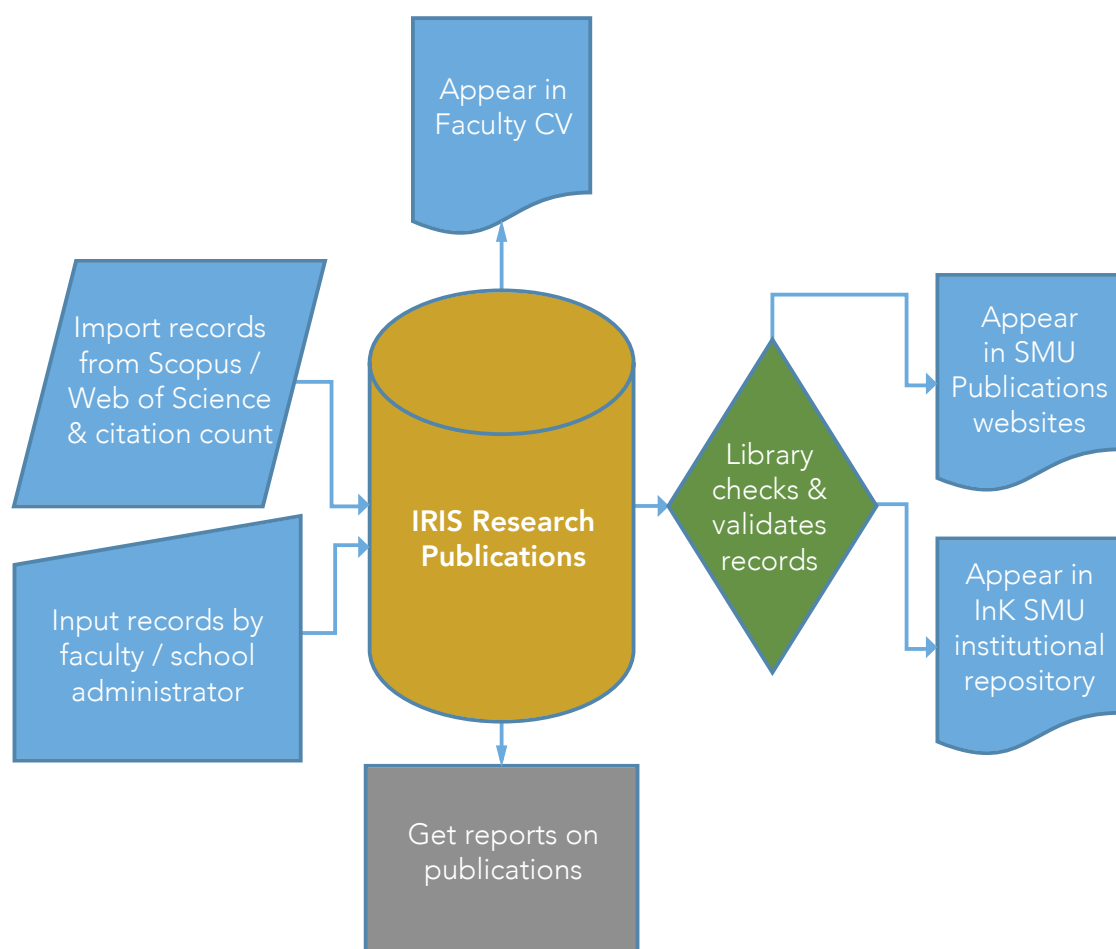 Appear in
Faculty CV
Import records
from Scopus /
Web of Science
& citation count
Input records by
faculty / school
administrator
IRIS Research
Publications
Get reports on
publications
Library
checks &
validates
records
Appear
in SMU
Publications
websites
Appear in
InK SMU
institutional
repository